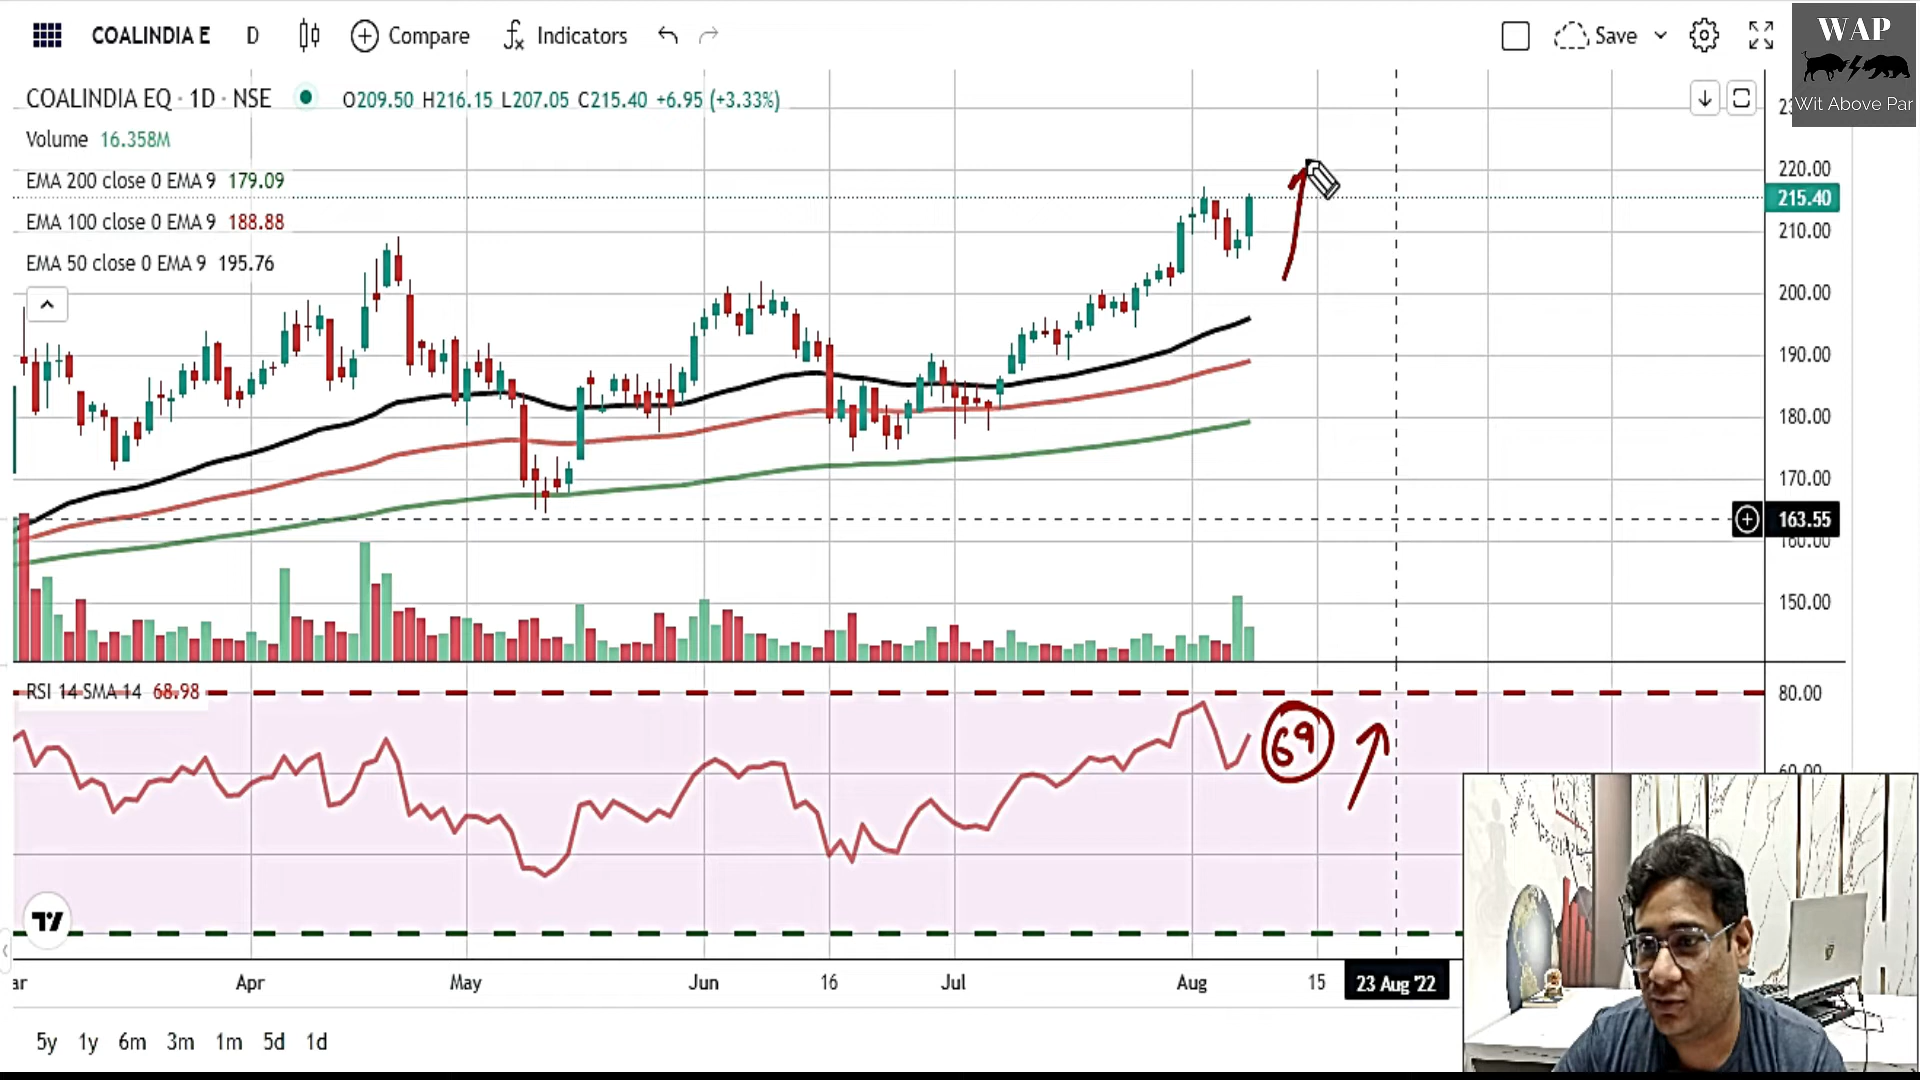 COALINDIA E D Compare Indicators Save
WAP
Wit Above Par
COALINDIA EQ · 1D · NSE O209.50 H216.15 L207.05 C215.40 +6.95 (+3.33%)
Volume 16.358M
EMA 200 close 0 EMA 9 179.09
EMA 100 close 0 EMA 9 188.88
EMA 50 close 0 EMA 9 195.76
220.00
215.40
210.00
200.00
190.00
180.00
170.00
163.55
160.00
150.00
RSI 14 SMA 14 68.98
80.00
69
60.00
ar Apr May Jun 16 Jul Aug 15 23 Aug '22
5y 1y 6m 3m 1m 5d 1d